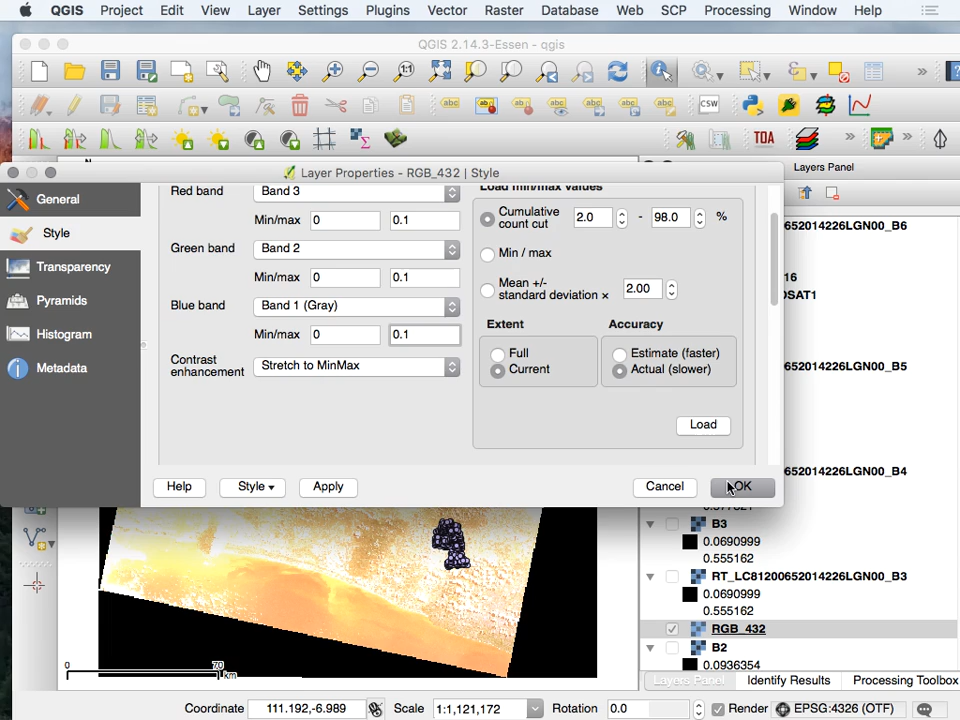 QGIS Project Edit View Layer Settings Plugins Vector Raster Database Web SCP Processing Window Help
QGIS 2.14.3-Essen - qgis
Layer Properties - RGB_432 | Style
Layers Panel
General
Style
Transparency
Pyramids
Histogram
Metadata
Red band Band 3
Min/max 0 0.1
Green band Band 2
Min/max 0 0.1
Blue band Band 1 (Gray)
Min/max 0 0.1
Contrast
enhancement
Stretch to MinMax
Load min/max values
Cumulative
count cut
2.0 - 98.0 %
Min / max
Mean +/-
standard deviation ×
2.00
Extent
Full
Current
Accuracy
Estimate (faster)
Actual (slower)
Load
Help Style Apply Cancel OK
652014226LGN00_B6
16
DSAT1
652014226LGN00_B5
652014226LGN00_B4
B3
0.0690999
0.555162
RT_LC81200652014226LGN00_B3
0.0690999
0.555162
RGB_432
B2
0.0936354
Layers Panel Identify Results Processing Toolbox
0 70 km
Coordinate 111.192,-6.989 Scale 1:1,121,172 Rotation 0.0 Render EPSG:4326 (OTF)
CSW
TOA
abc